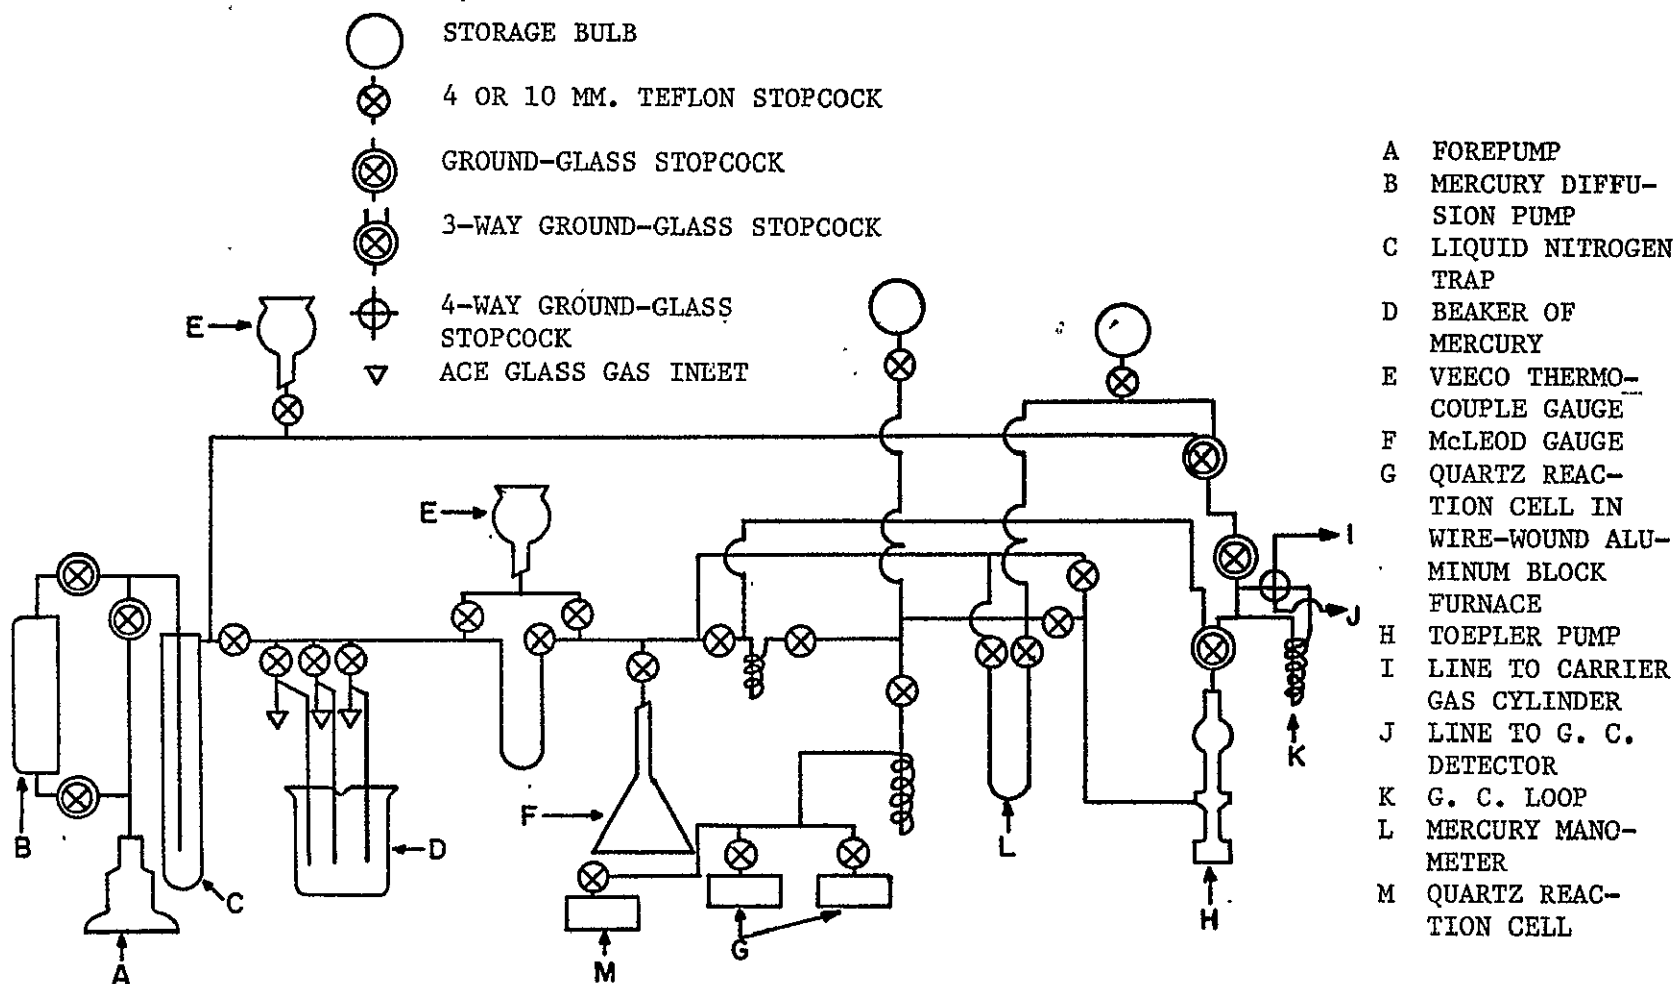 STORAGE BULB
4 OR 10 MM. TEFLON STOPCOCK
GROUND-GLASS STOPCOCK
3-WAY GROUND-GLASS STOPCOCK
4-WAY GROUND-GLASS
STOPCOCK
ACE GLASS GAS INLET
A FOREPUMP
B MERCURY DIFFU-
SION PUMP
C LIQUID NITROGEN
TRAP
D BEAKER OF
MERCURY
E VEECO THERMO-
COUPLE GAUGE
F McLEOD GAUGE
G QUARTZ REAC-
TION CELL IN
WIRE-WOUND ALU-
MINUM BLOCK
FURNACE
H TOEPLER PUMP
I LINE TO CARRIER
GAS CYLINDER
J LINE TO G. C.
DETECTOR
K G. C. LOOP
L MERCURY MANO-
METER
M QUARTZ REAC-
TION CELL
E
E
I
J
K
B
C
A
D
F
M
G
L
H